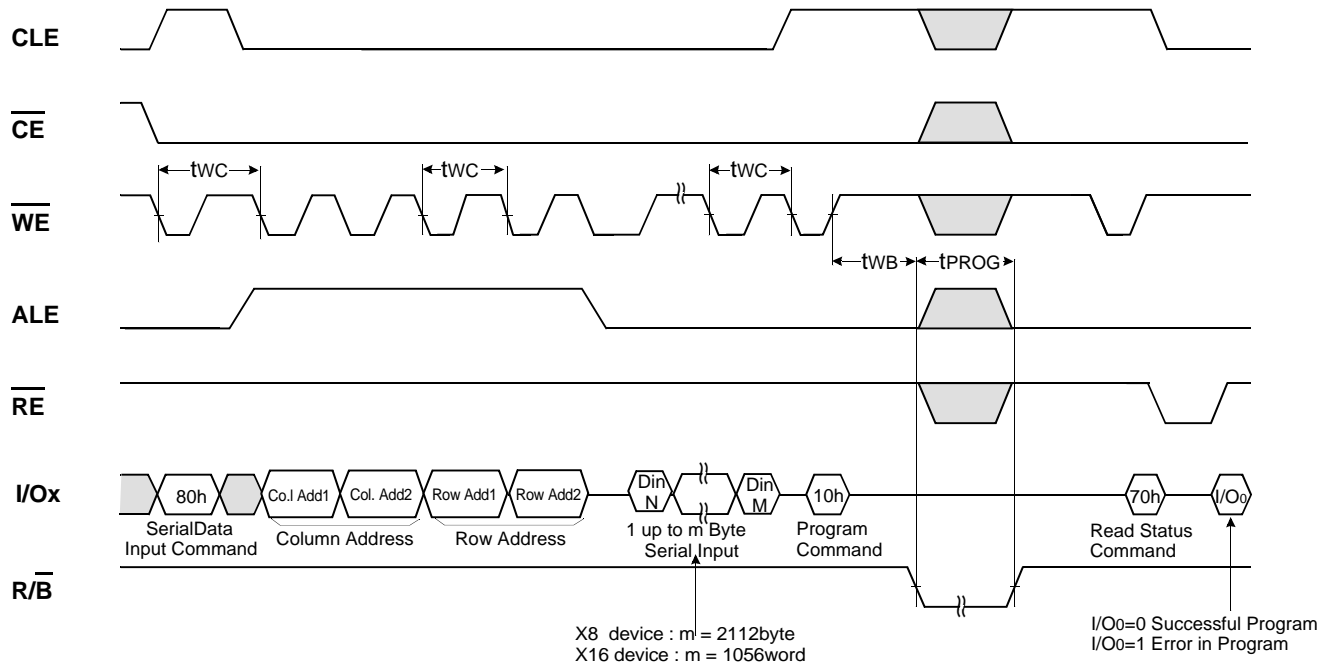 CLE
CE
tWC
tWC
tWC
WE
tWB
tPROG
ALE
RE
I/Ox
80h
Co.l Add1
Col. Add2
Row Add1
Row Add2
Din
N
Din
M
10h
70h
I/O0
SerialData
Input Command
Column Address
Row Address
1 up to m Byte
Serial Input
Program
Command
Read Status
Command
R/B
X8 device : m = 2112byte
X16 device : m = 1056word
I/O0=0 Successful Program
I/O0=1 Error in Program